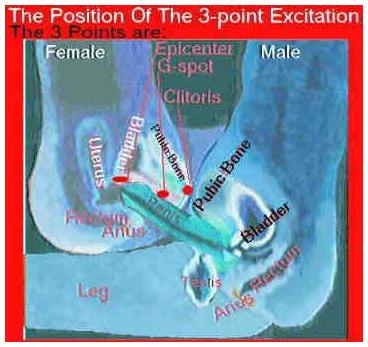 The Position Of The 3-point Excitation
The 3 Points are:
Female
Epicenter
Male
G-spot
Clitoris
Bladder
Pubic Bone
Uterus
Pubic Bone
Penis
Bladder
Rectum
Anus
Rectum
Testis
Leg
Anus